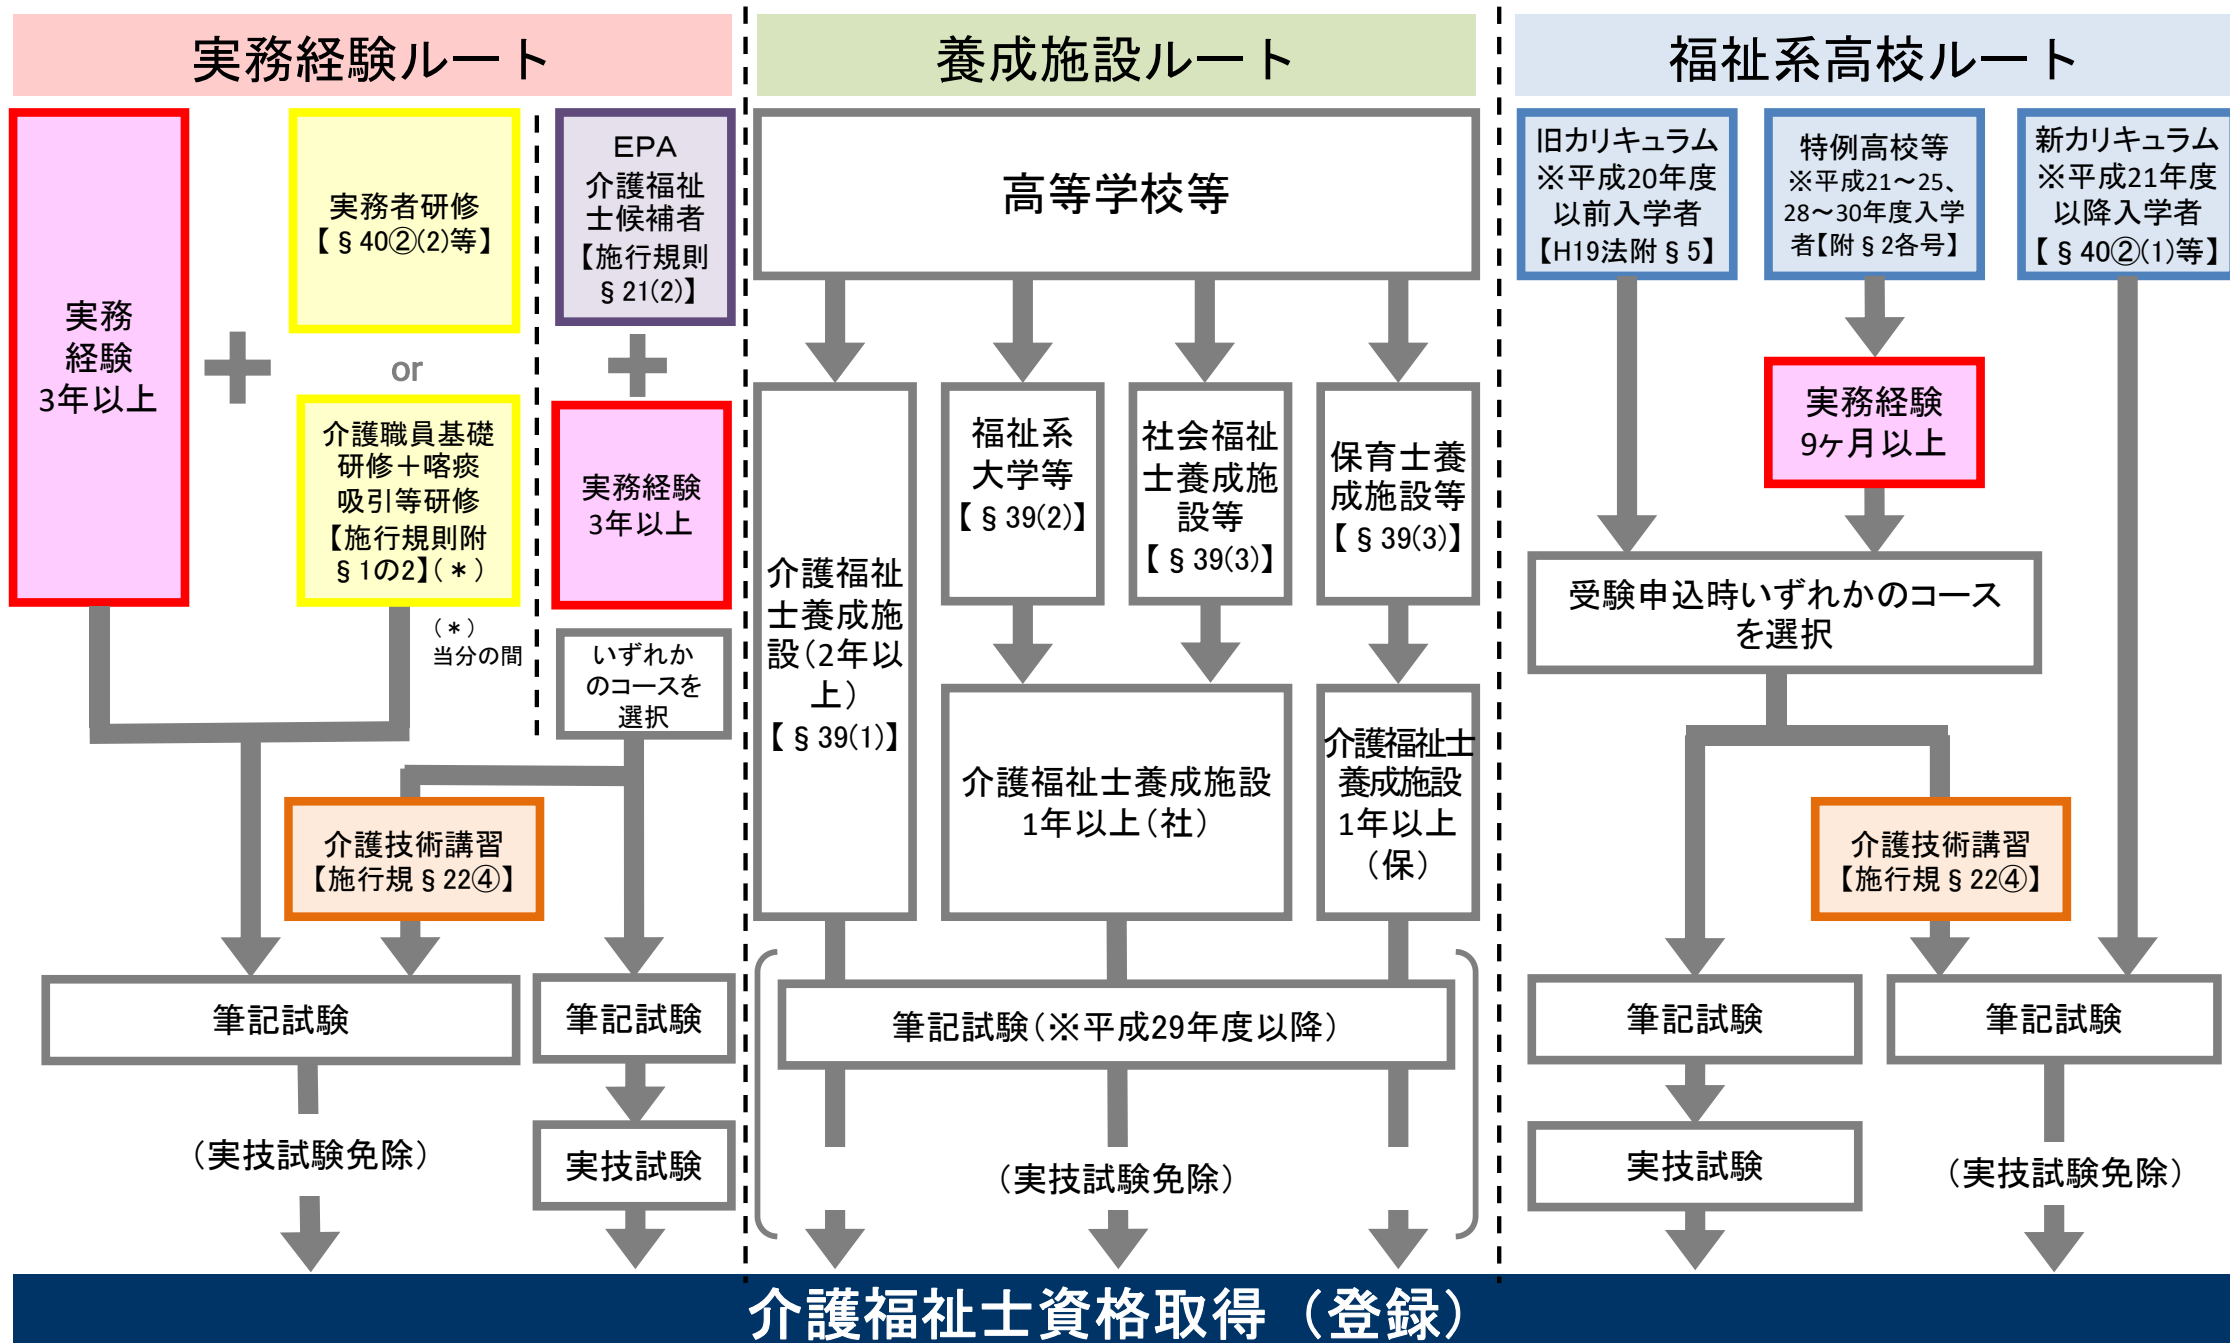 実務経験ルート
養成施設ルート
福祉系高校ルート
実務
経験
3年以上
実務者研修
【§40②(2)等】
or
介護職員基礎
研修＋喀痰
吸引等研修
【施行規則附
§1の2】(＊)
(＊)
当分の間
EPA
介護福祉
士候補者
【施行規則
§21(2)】
実務経験
3年以上
いずれか
のコースを
選択
介護技術講習
【施行規§22④】
筆記試験
(実技試験免除)
筆記試験
実技試験
高等学校等
介護福祉
士養成施
設(2年以
上)
【§39(1)】
福祉系
大学等
【§39(2)】
社会福祉
士養成施
設等
【§39(3)】
保育士養
成施設等
【§39(3)】
介護福祉士養成施設
1年以上(社)
介護福祉士
養成施設
1年以上
(保)
筆記試験(※平成29年度以降)
(実技試験免除)
旧カリキュラム
※平成20年度
以前入学者
【H19法附§5】
特例高校等
※平成21～25、
28～30年度入学
者【附§2各号】
新カリキュラム
※平成21年度
以降入学者
【§40②(1)等】
実務経験
9ヶ月以上
受験申込時いずれかのコース
を選択
介護技術講習
【施行規§22④】
筆記試験
実技試験
筆記試験
(実技試験免除)
介護福祉士資格取得（登録）